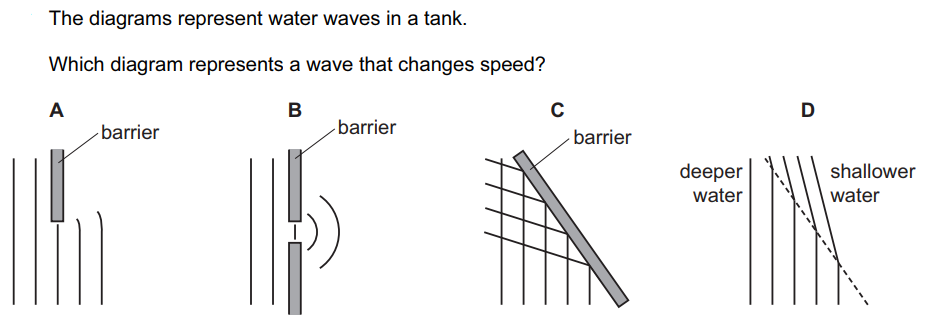 The diagrams represent water waves in a tank.
Which diagram represents a wave that changes speed?
A
barrier
B
barrier
C
barrier
D
deeper
water
shallower
water